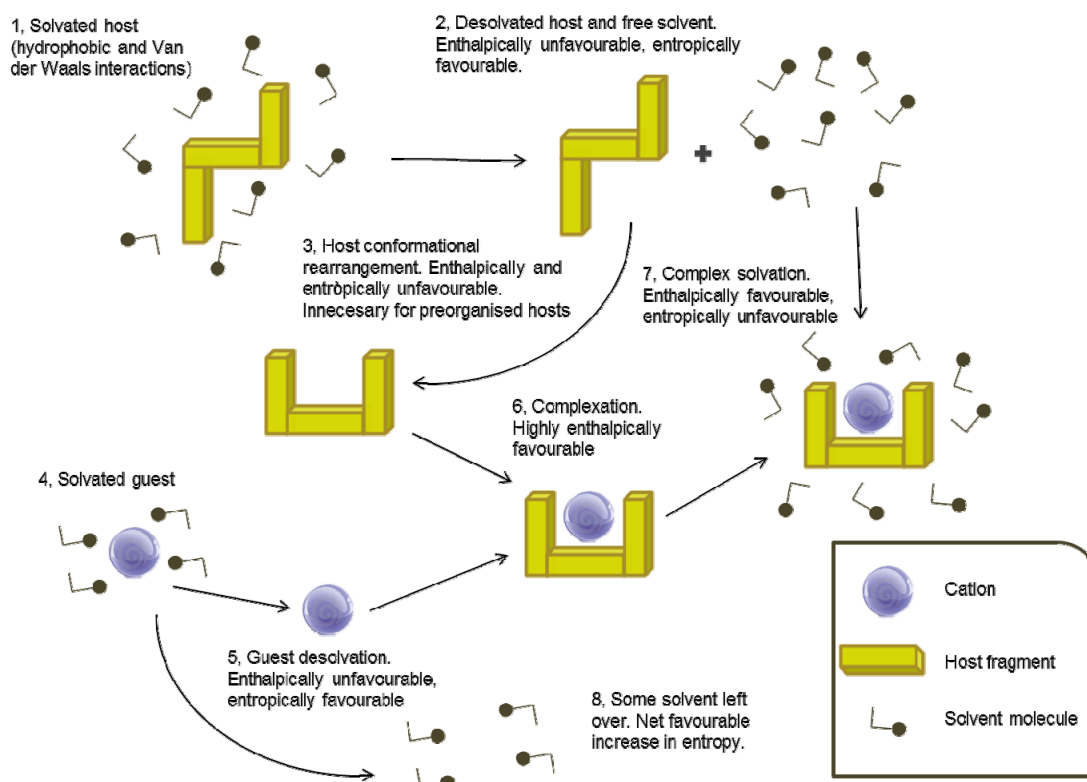 1, Solvated host
(hydrophobic and Van
der Waals interactions)
2, Desolvated host and free solvent.
Enthalpically unfavourable, entropically
favourable.
3, Host conformational
rearrangement. Enthalpically and
entròpically unfavourable.
Innecesary for preorganised hosts
7, Complex solvation.
Enthalpically favourable,
entropically unfavourable
6, Complexation.
Highly enthalpically
favourable
4, Solvated guest
5, Guest desolvation.
Enthalpically unfavourable,
entropically favourable
8, Some solvent left
over. Net favourable
increase in entropy.
Cation
Host fragment
Solvent molecule